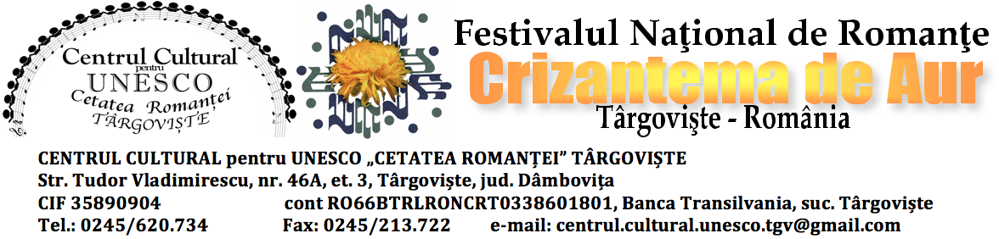 Centrul Cultural
pentru
UNESCO
Cetatea Romanței
TÂRGOVIȘTE
Festivalul Naţional de Romanţe
Crizantema de Aur
Târgovişte - România
CENTRUL CULTURAL pentru UNESCO „CETATEA ROMANȚEI” TÂRGOVIȘTE
Str. Tudor Vladimirescu, nr. 46A, et. 3, Târgoviște, jud. Dâmbovița
CIF 35890904 cont RO66BTRLRONCRT0338601801, Banca Transilvania, suc. Târgoviște
Tel.: 0245/620.734 Fax: 0245/213.722 e-mail: centrul.cultural.unesco.tgv@gmail.com